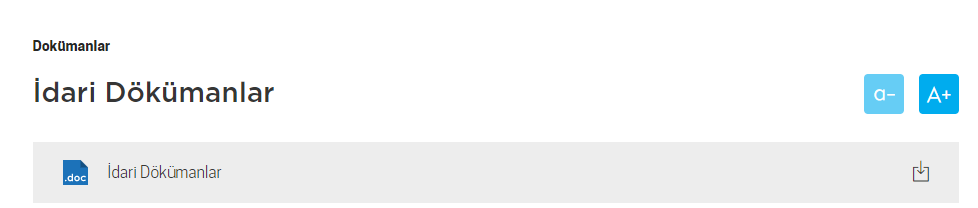 Dokümanlar
İdari Dökümanlar
a-
A+
.doc
İdari Dökümanlar